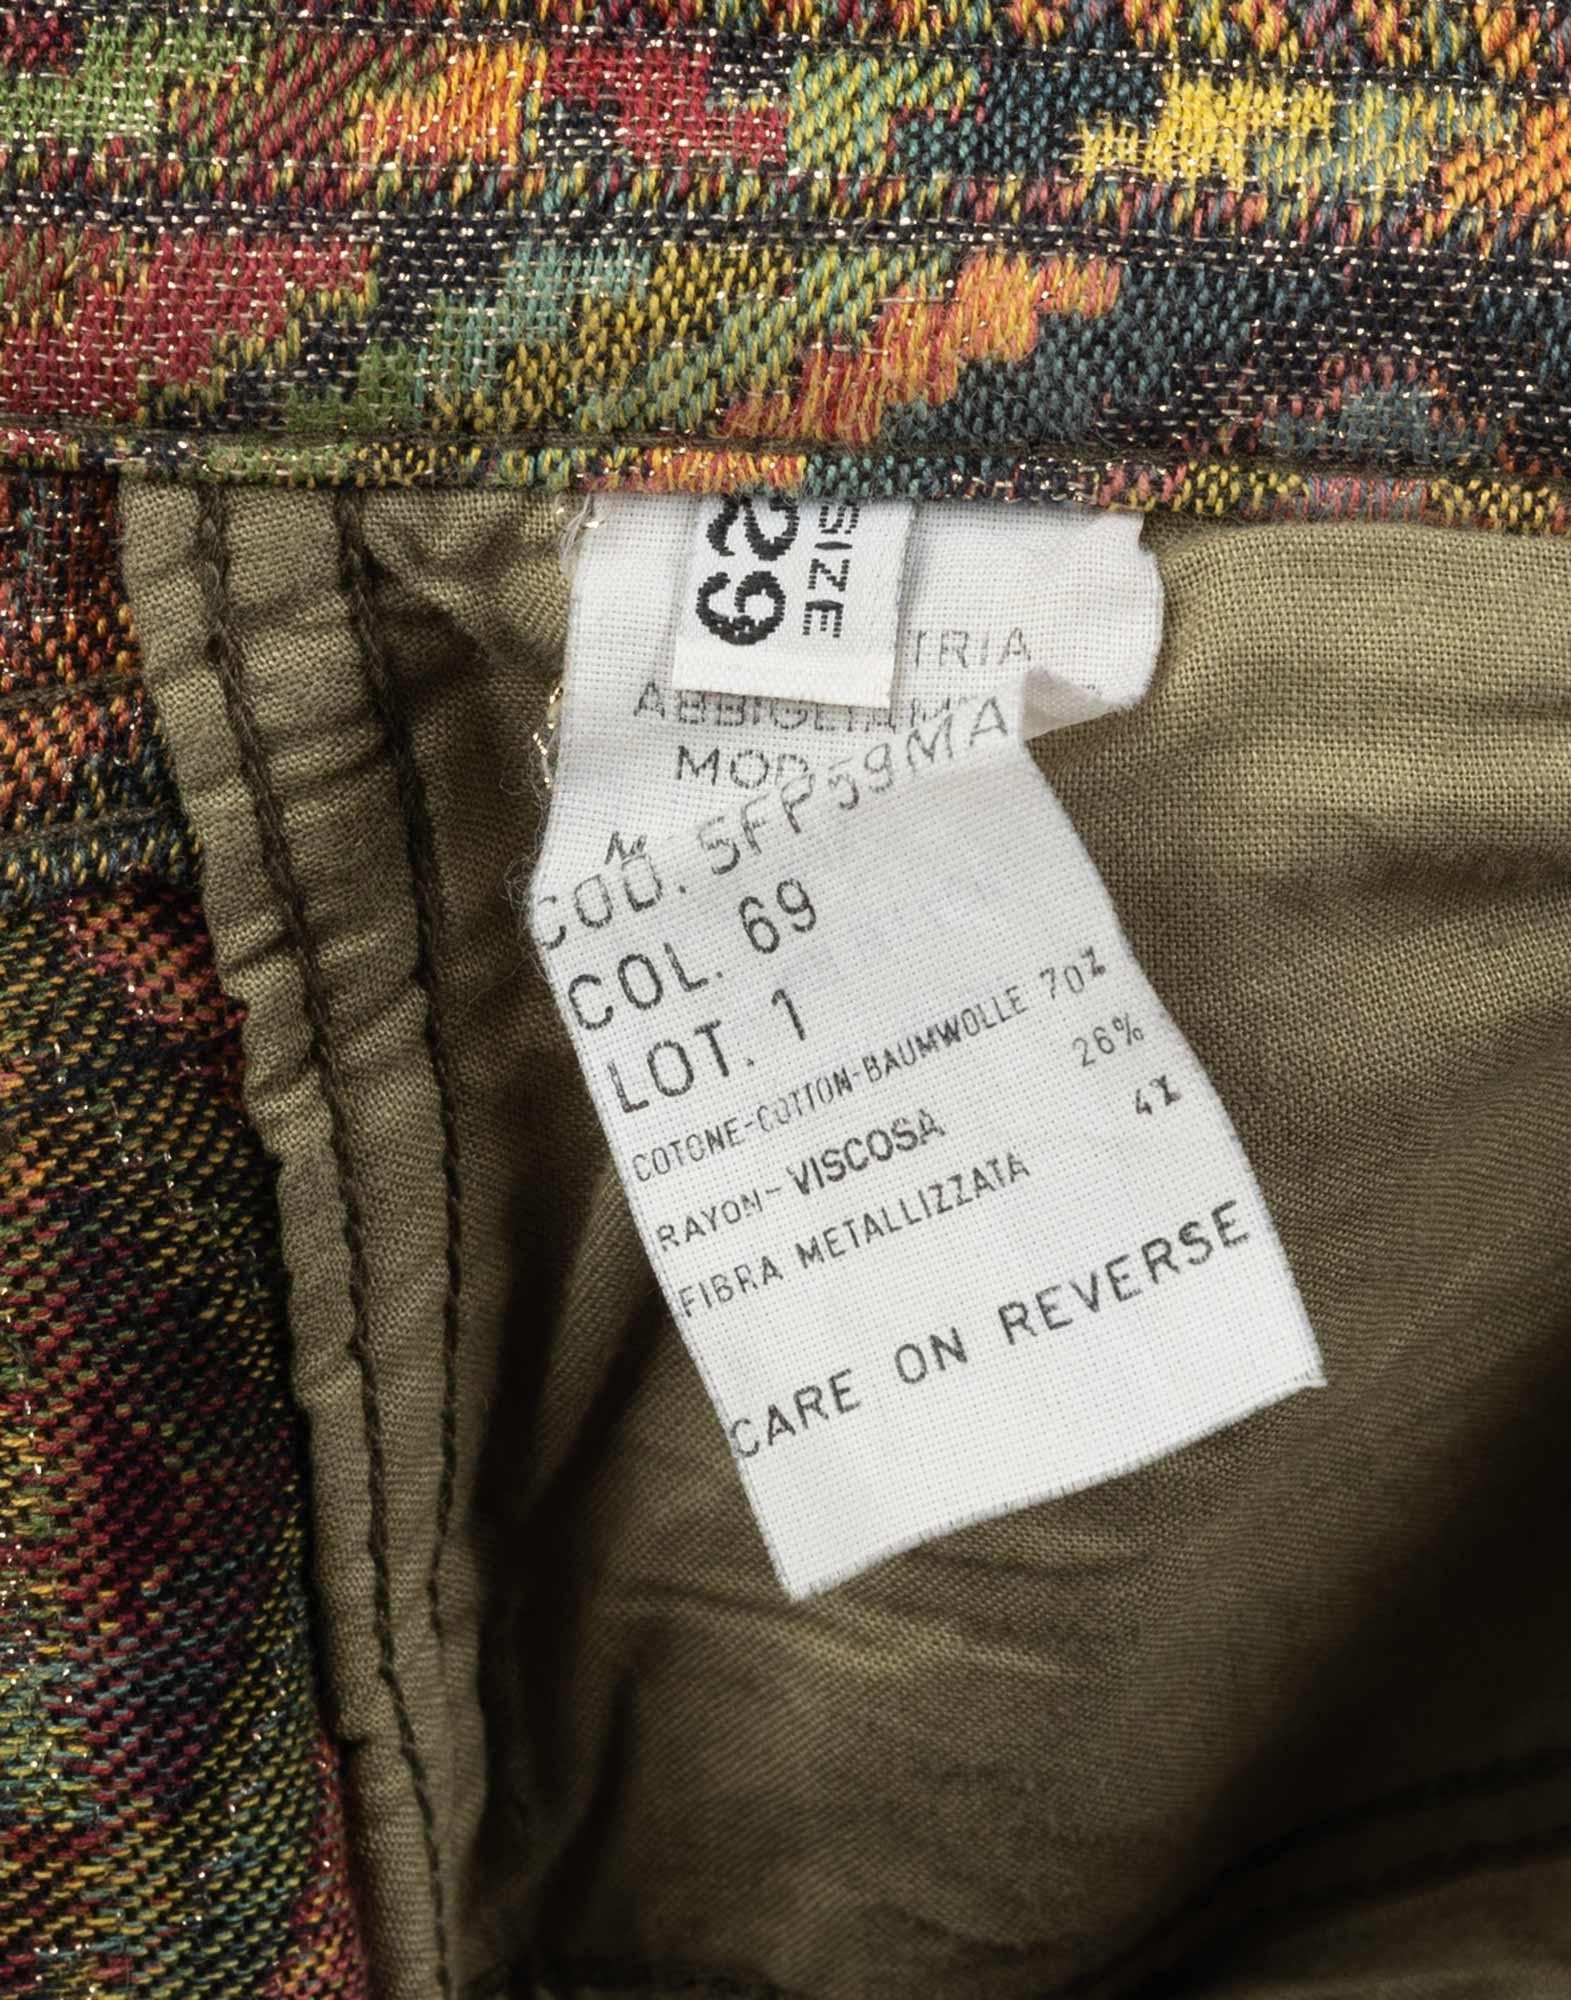 SIZE
29
TRIA
ABBIGLIAM
MOD
COD. 5FP59MA
COL. 69
LOT. 1
COTONE-COTTON-BAUMWOLLE 70%
RAYON-VISCOSA 26%
FIBRA METALLIZZATA 4%
CARE ON REVERSE